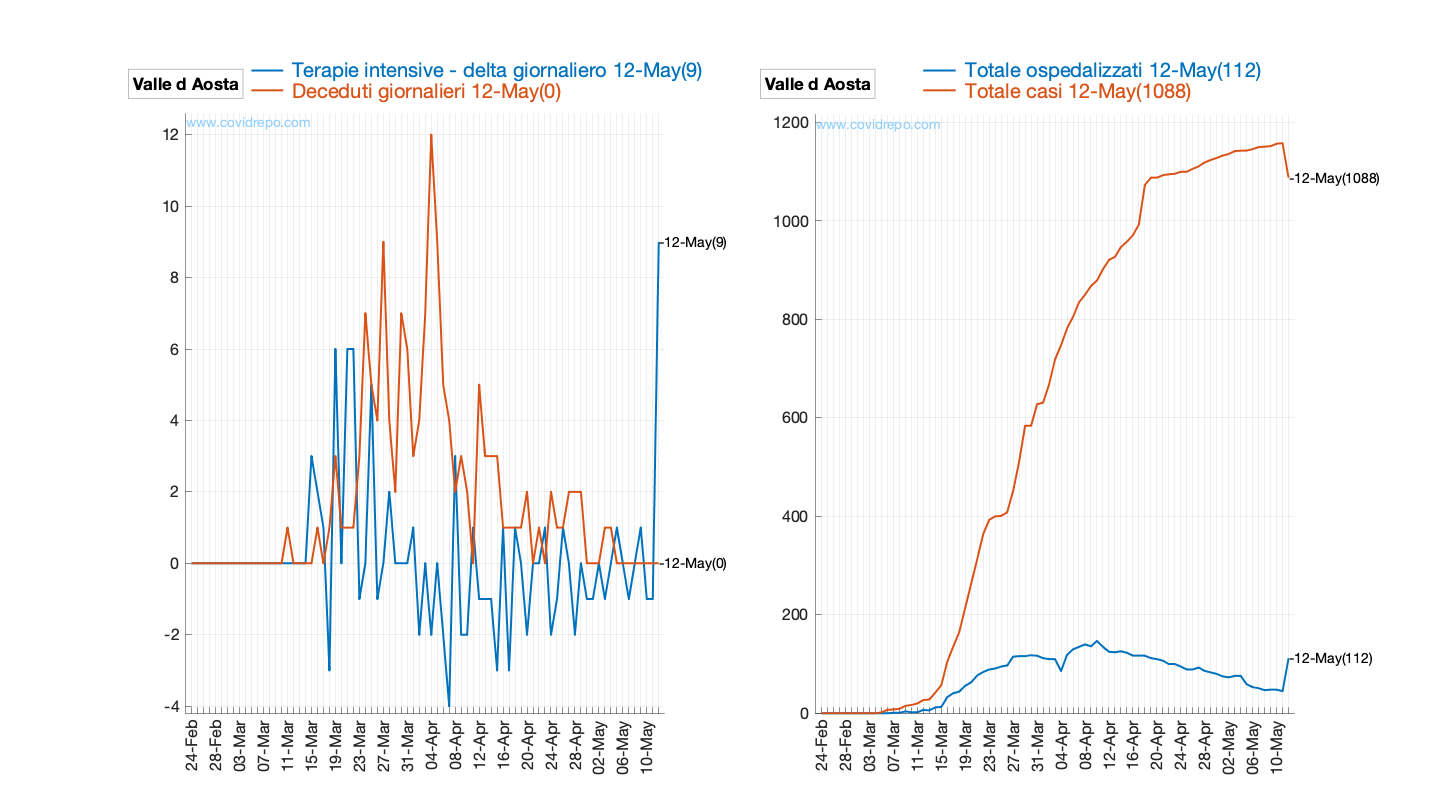 Valle d Aosta
Terapie intensive - delta giornaliero 12-May(9)
Deceduti giornalieri 12-May(0)
www.covidrepo.com
12
10
8
6
4
2
0
-2
-4
12-May(9)
12-May(0)
24-Feb
28-Feb
03-Mar
07-Mar
11-Mar
15-Mar
19-Mar
23-Mar
27-Mar
31-Mar
04-Apr
08-Apr
12-Apr
16-Apr
20-Apr
24-Apr
28-Apr
02-May
06-May
10-May
Valle d Aosta
Totale ospedalizzati 12-May(112)
Totale casi 12-May(1088)
www.covidrepo.com
1200
1000
800
600
400
200
0
12-May(1088)
12-May(112)
24-Feb
28-Feb
03-Mar
07-Mar
11-Mar
15-Mar
19-Mar
23-Mar
27-Mar
31-Mar
04-Apr
08-Apr
12-Apr
16-Apr
20-Apr
24-Apr
28-Apr
02-May
06-May
10-May